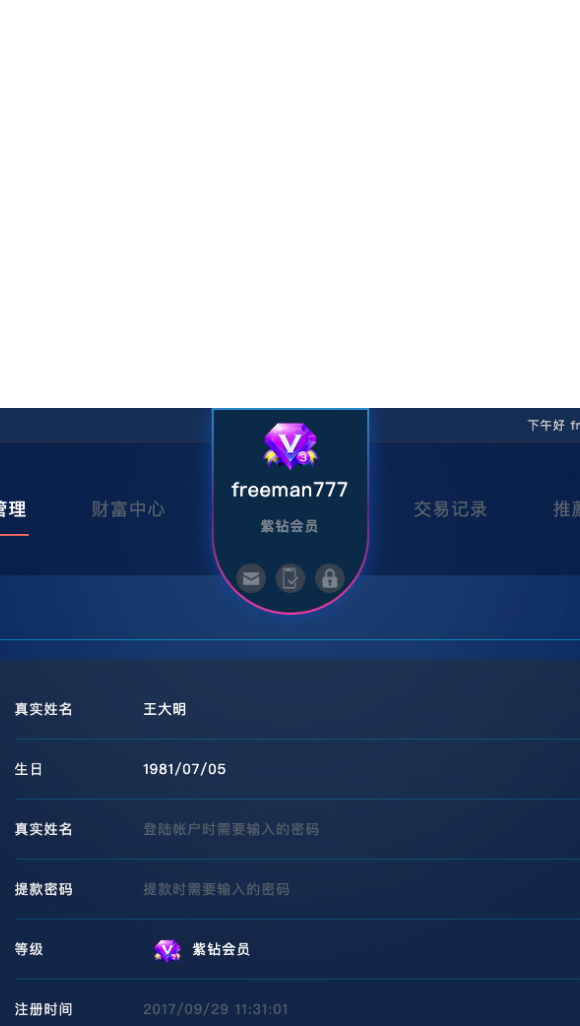 下午好 fr
管理
财富中心
freeman777
紫钻会员
交易记录
推薦
真实姓名 王大明
生日 1981/07/05
真实姓名 登陆帐户时需要输入的密码
提款密码 提款时需要输入的密码
等级 紫钻会员
注册时间 2017/09/29 11:31:01